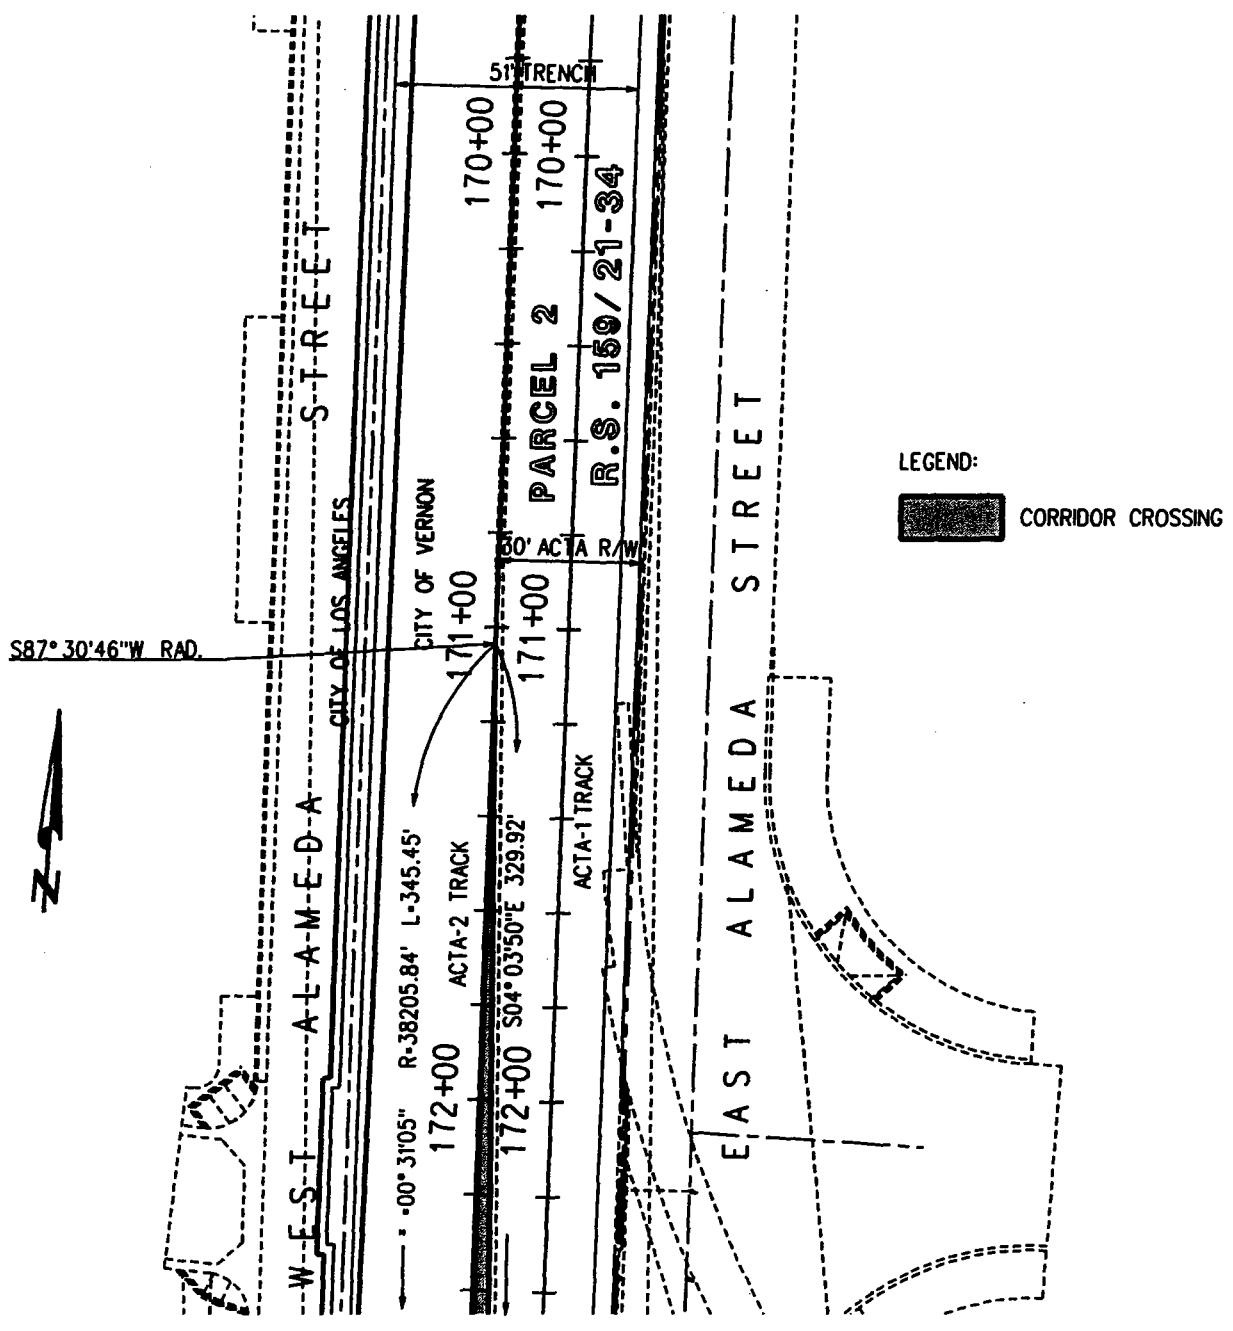 51' TRENCH
170+00
170+00
R.S. 159/21-34
PARCEL 2
WEST ALAMEDA STREET
EAST ALAMEDA STREET
LEGEND:
CORRIDOR CROSSING
CITY OF LOS ANGELES
CITY OF VERNON
30' ACTA R/W
171+00
171+00
S87°30'46"W RAD.
N
ACTA-2 TRACK
ACTA-1 TRACK
=00°31'05" R=38205.84' L=345.45'
S04°03'50"E 329.92'
172+00
172+00